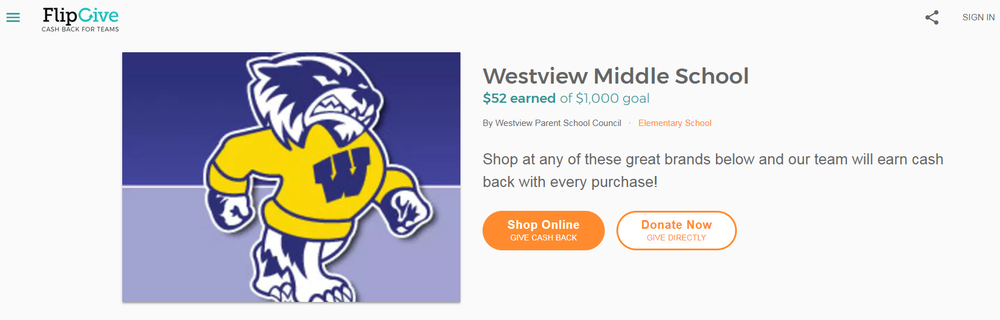 FlipGive
CASH BACK FOR TEAMS
SIGN IN
W
Westview Middle School
$52 earned of $1,000 goal
By Westview Parent School Council · Elementary School
Shop at any of these great brands below and our team will earn cash
back with every purchase!
Shop Online
GIVE CASH BACK
Donate Now
GIVE DIRECTLY